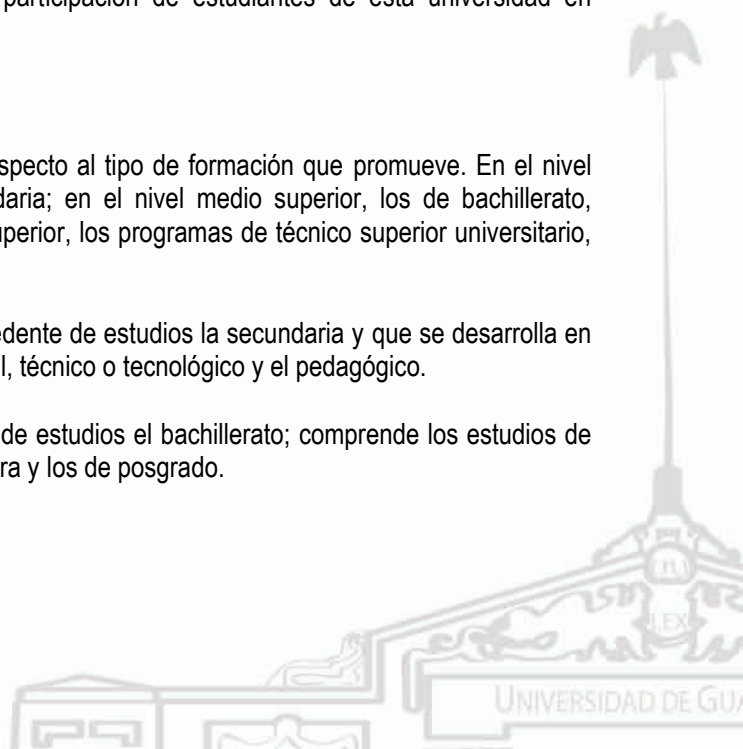 participación de estudiantes de esta universidad en
specto al tipo de formación que promueve. En el nivel
daria; en el nivel medio superior, los de bachillerato,
uperior, los programas de técnico superior universitario,
edente de estudios la secundaria y que se desarrolla en
l, técnico o tecnológico y el pedagógico.
de estudios el bachillerato; comprende los estudios de
ra y los de posgrado.
LEX
UNIVERSIDAD DE GUA